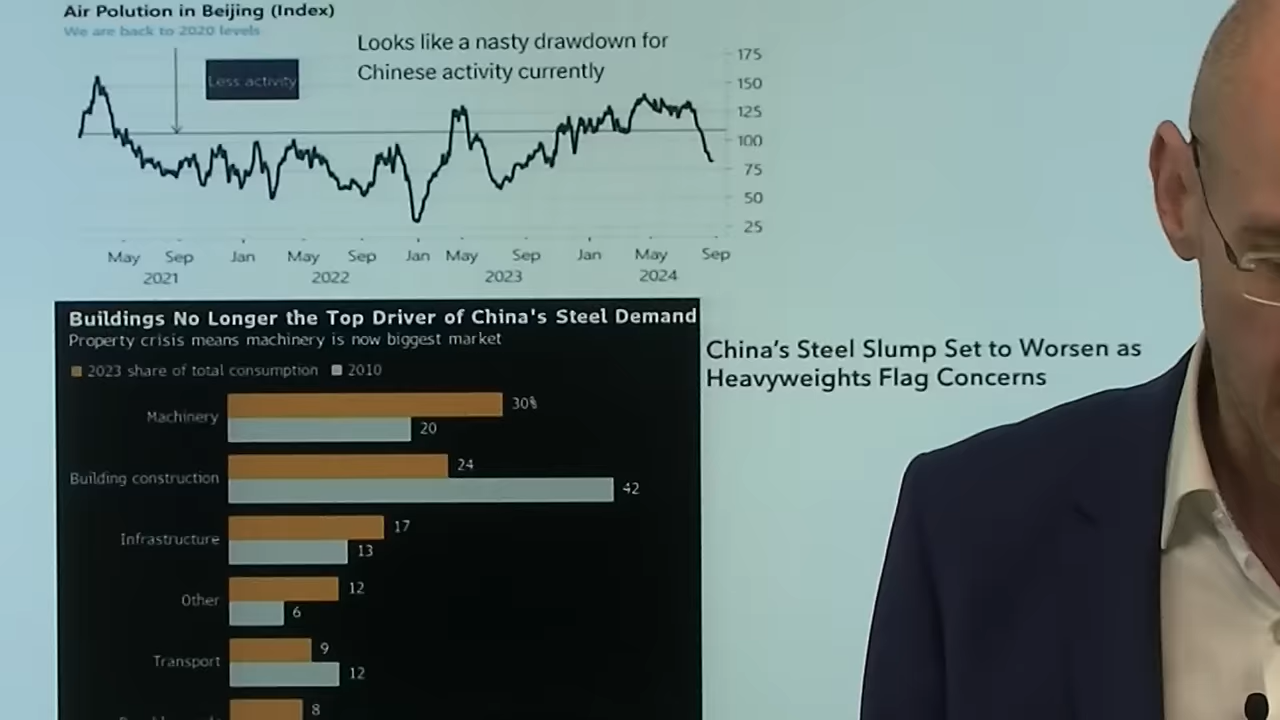 Air Polution in Beijing (Index)
We are back to 2020 levels
Less activity
Looks like a nasty drawdown for
Chinese activity currently
175
150
125
100
75
50
25
May Sep Jan May Sep Jan May Sep Jan May Sep
2021 2022 2023 2024
Buildings No Longer the Top Driver of China's Steel Demand
Property crisis means machinery is now biggest market
2023 share of total consumption 2010
Machinery 30%
20
Building construction 24
42
Infrastructure 17
13
Other 12
6
Transport 9
12
8
China's Steel Slump Set to Worsen as
Heavyweights Flag Concerns